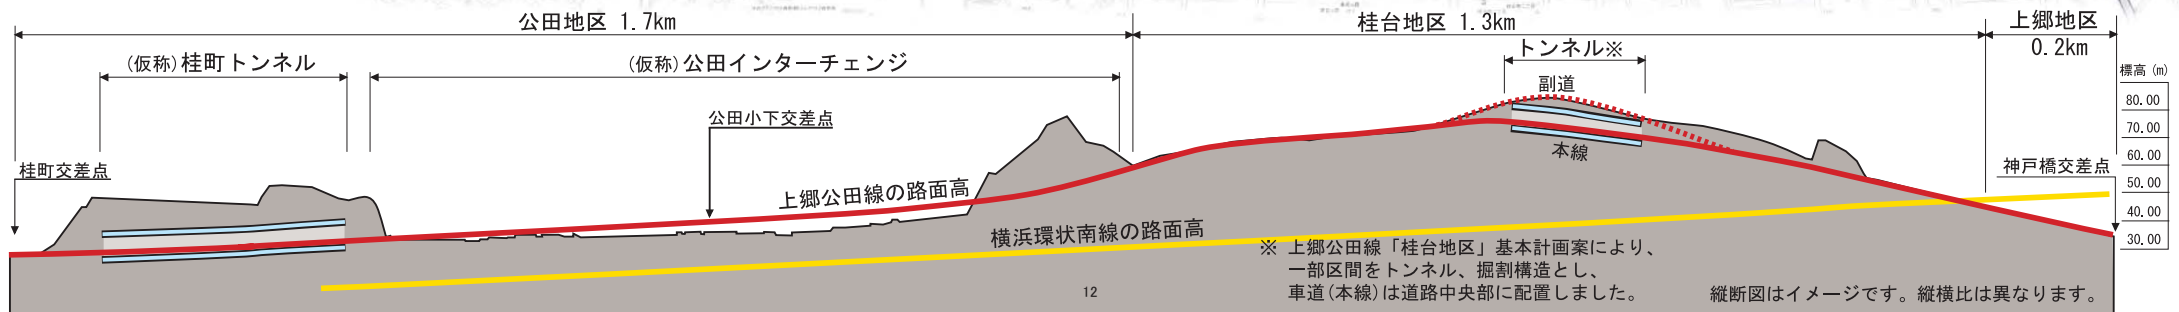 公田地区 1.7km
桂台地区 1.3km
上郷地区
0.2km
(仮称)桂町トンネル
(仮称)公田インターチェンジ
トンネル※
標高(m)
副道
80.00
公田小下交差点
70.00
本線
60.00
桂町交差点
神戸橋交差点
上郷公田線の路面高
50.00
40.00
横浜環状南線の路面高
30.00
※ 上郷公田線「桂台地区」基本計画案により、
一部区間をトンネル、掘割構造とし、
車道(本線)は道路中央部に配置しました。
12
縦断図はイメージです。縦横比は異なります。